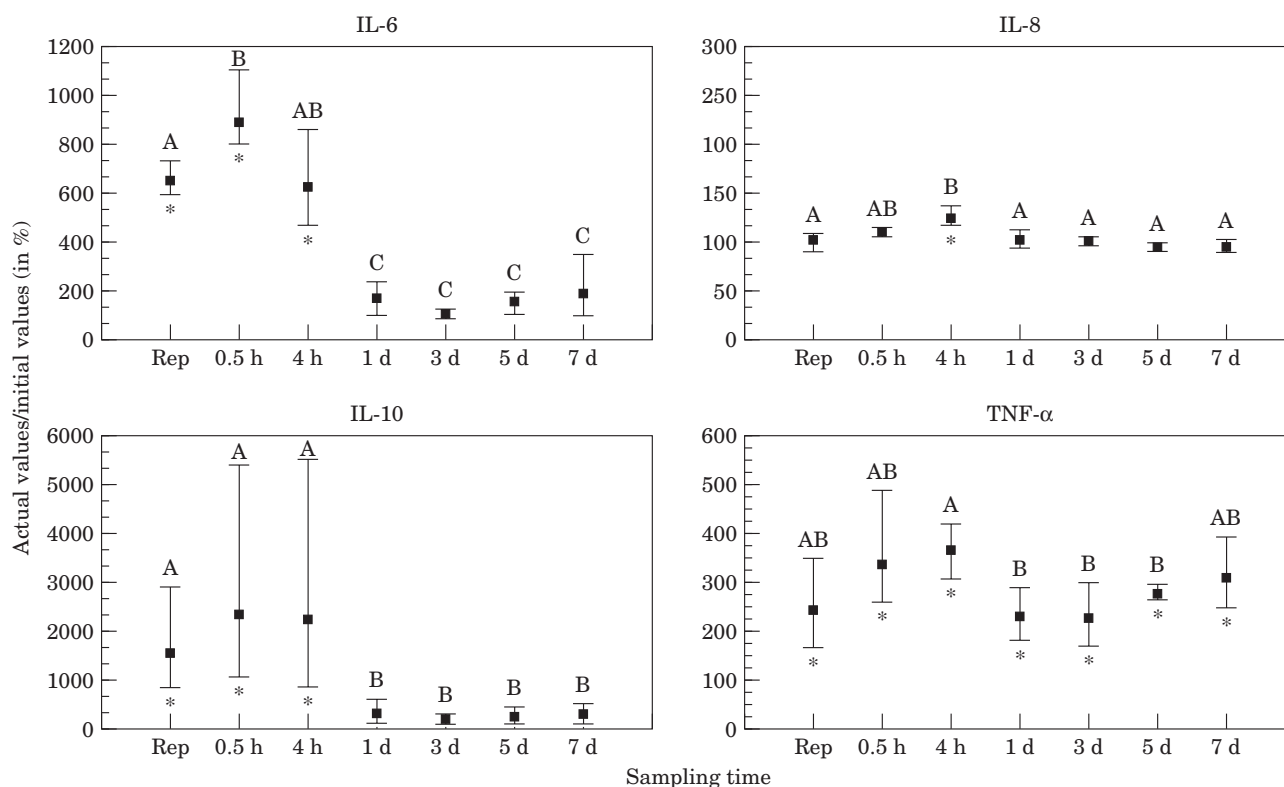 IL-6
1200
1000
800
600
400
200
0
A
*
B
*
AB
*
C
C
C
C
Rep 0.5 h 4 h 1 d 3 d 5 d 7 d
IL-8
300
250
100
150
100
50
0
A
AB
B
*
A
A
A
A
Rep 0.5 h 4 h 1 d 3 d 5 d 7 d
Actual values/initial values (in %)
IL-10
6000
5000
4000
3000
2000
1000
0
A
*
A
*
A
*
B
B
B
B
Rep 0.5 h 4 h 1 d 3 d 5 d 7 d
TNF-α
600
500
400
300
200
100
0
AB
*
AB
*
A
*
B
*
B
*
B
*
AB
*
Rep 0.5 h 4 h 1 d 3 d 5 d 7 d
Sampling time